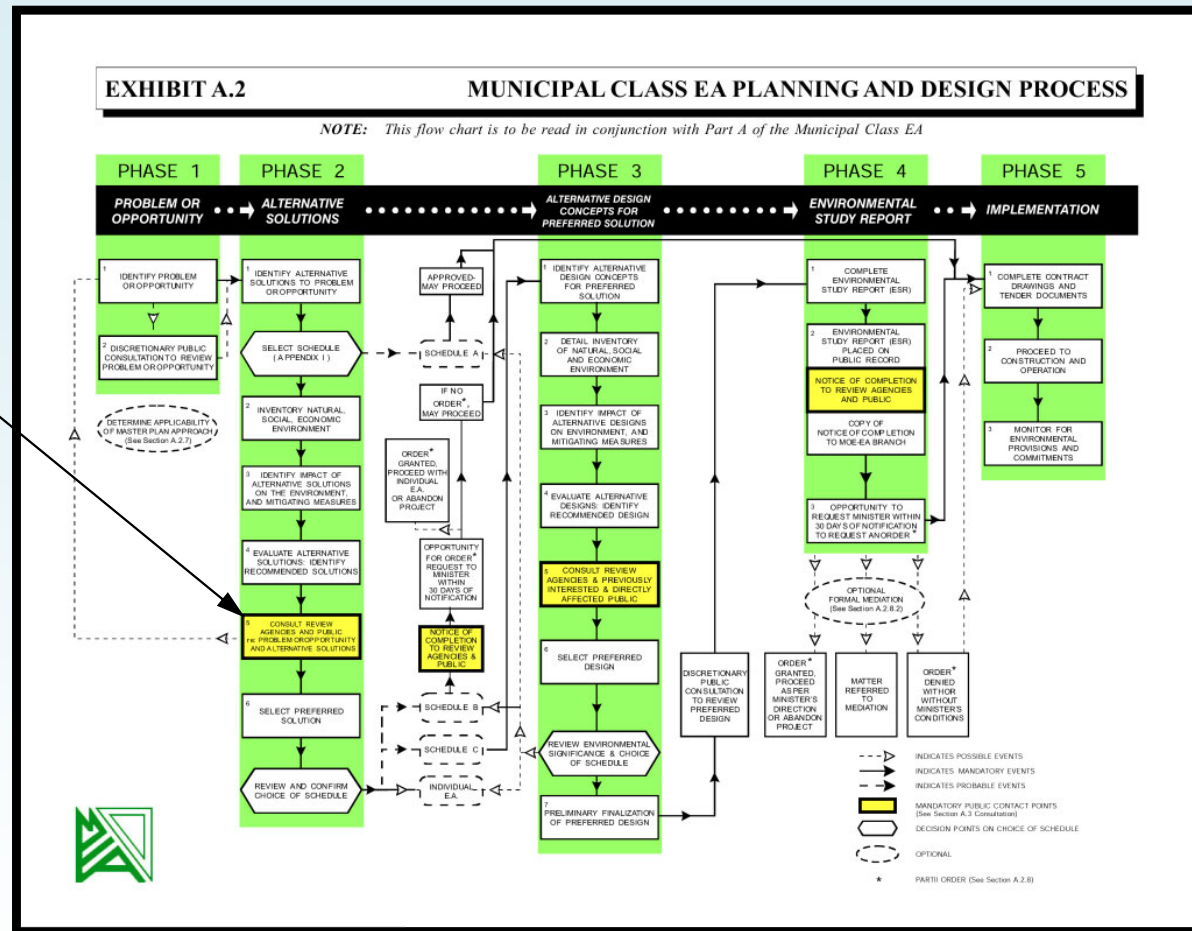 EXHIBIT A.2
MUNICIPAL CLASS EA PLANNING AND DESIGN PROCESS
NOTE: This flow chart is to be read in conjunction with Part A of the Municipal Class EA
PHASE 1
PROBLEM OR
OPPORTUNITY
1
IDENTIFY PROBLEM
OR OPPORTUNITY
2
DISCRETIONARY PUBLIC
CONSULTATION TO REVIEW
PROBLEM OR OPPORTUNITY
DETERMINE APPLICABILITY
OF MASTER PLAN APPROACH
(See Section A.2.7)
PHASE 2
ALTERNATIVE
SOLUTIONS
1
IDENTIFY ALTERNATIVE
SOLUTIONS TO PROBLEM
OR OPPORTUNITY
SELECT SCHEDULE
(APPENDIX I)
2
INVENTORY NATURAL,
SOCIAL, ECONOMIC
ENVIRONMENT
3
IDENTIFY IMPACT OF
ALTERNATIVE SOLUTIONS
ON THE ENVIRONMENT,
AND MITIGATING MEASURES
4
EVALUATE ALTERNATIVE
SOLUTIONS: IDENTIFY
RECOMMENDED SOLUTIONS
5
CONSULT REVIEW
AGENCIES AND PUBLIC
re: PROBLEM OR OPPORTUNITY
AND ALTERNATIVE SOLUTIONS
6
SELECT PREFERRED
SOLUTION
REVIEW AND CONFIRM
CHOICE OF SCHEDULE
APPROVED-
MAY PROCEED
SCHEDULE A
IF NO
ORDER*,
MAY PROCEED
ORDER*
GRANTED,
PROCEED WITH
INDIVIDUAL
E.A.
OR ABANDON
PROJECT
OPPORTUNITY
FOR ORDER*
REQUEST TO
MINISTER
WITHIN
30 DAYS OF
NOTIFICATION
NOTICE OF
COMPLETION
TO REVIEW
AGENCIES &
PUBLIC
SCHEDULE B
SCHEDULE C
INDIVIDUAL
E.A.
PHASE 3
ALTERNATIVE DESIGN
CONCEPTS FOR
PREFERRED SOLUTION
1
IDENTIFY ALTERNATIVE
DESIGN CONCEPTS
FOR PREFERRED
SOLUTION
2
DETAIL INVENTORY
OF NATURAL, SOCIAL
AND ECONOMIC
ENVIRONMENT
3
IDENTIFY IMPACT OF
ALTERNATIVE DESIGNS
ON ENVIRONMENT, AND
MITIGATING MEASURES
4
EVALUATE ALTERNATIVE
DESIGNS: IDENTIFY
RECOMMENDED DESIGN
5
CONSULT REVIEW
AGENCIES & PREVIOUSLY
INTERESTED & DIRECTLY
AFFECTED PUBLIC
6
SELECT PREFERRED
DESIGN
REVIEW ENVIRONMENTAL
SIGNIFICANCE & CHOICE
OF SCHEDULE
7
PRELIMINARY FINALIZATION
OF PREFERRED DESIGN
DISCRETIONARY
PUBLIC
CONSULTATION
TO REVIEW
PREFERRED
DESIGN
PHASE 4
ENVIRONMENTAL
STUDY REPORT
1
COMPLETE
ENVIRONMENTAL
STUDY REPORT (ESR)
2
ENVIRONMENTAL
STUDY REPORT (ESR)
PLACED ON
PUBLIC RECORD
NOTICE OF COMPLETION
TO REVIEW AGENCIES
AND PUBLIC
COPY OF
NOTICE OF COMPLETION
TO MOE-EA BRANCH
3
OPPORTUNITY TO
REQUEST MINISTER WITHIN
30 DAYS OF NOTIFICATION
TO REQUEST AN ORDER*
OPTIONAL
FORMAL MEDIATION
(See Section A.2.8.2)
ORDER*
GRANTED,
PROCEED
AS PER
MINISTER'S
DIRECTION
OR ABANDON
PROJECT
MATTER
REFERRED
TO
MEDIATION
ORDER*
DENIED
WITH OR
WITHOUT
MINISTER'S
CONDITIONS
PHASE 5
IMPLEMENTATION
1
COMPLETE CONTRACT
DRAWINGS AND
TENDER DOCUMENTS
2
PROCEED TO
CONSTRUCTION AND
OPERATION
3
MONITOR FOR
ENVIRONMENTAL
PROVISIONS AND
COMMITMENTS
INDICATES POSSIBLE EVENTS
INDICATES MANDATORY EVENTS
INDICATES PROBABLE EVENTS
MANDATORY PUBLIC CONTACT POINTS
(See Section A.3 Consultation)
DECISION POINTS ON CHOICE OF SCHEDULE
OPTIONAL
* PART II ORDER (See Section A.2.8)